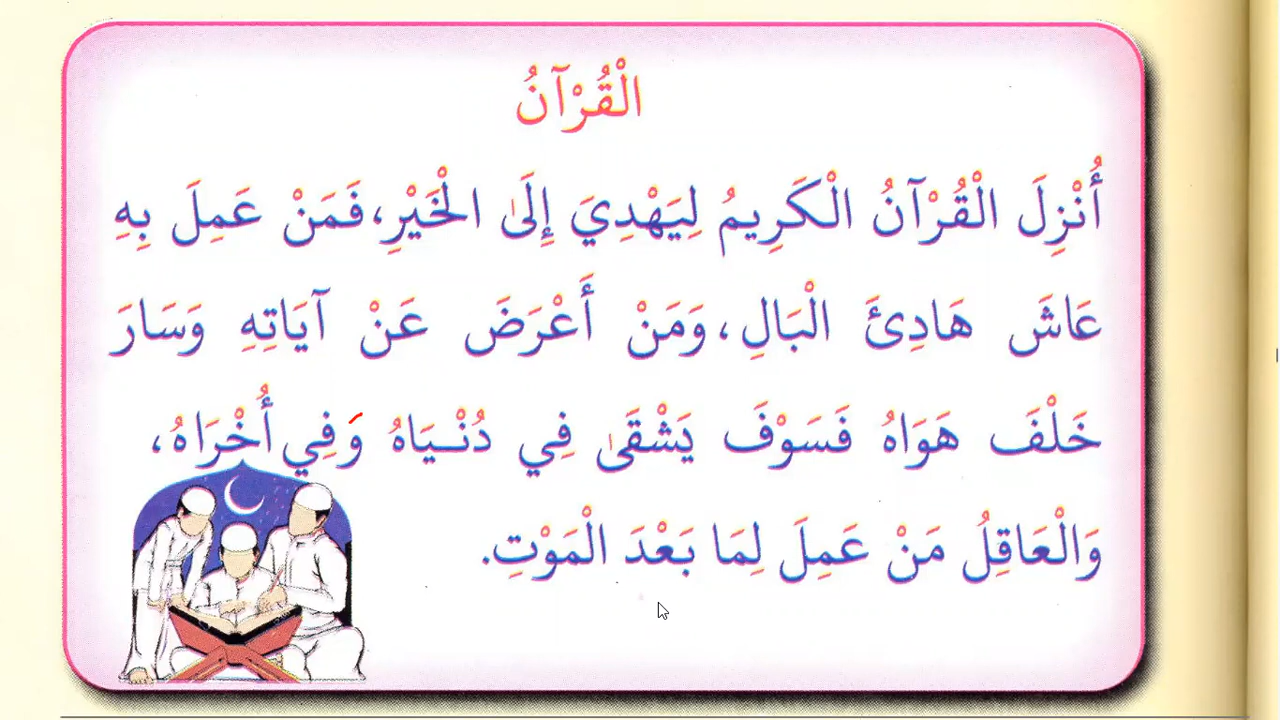 الْقُرْآنُ
أُنْزِلَ الْقُرْآنُ الْكَرِيمُ لِيَهْدِيَ إِلَىٰ الْخَيْرِ، فَمَنْ عَمِلَ بِهِ
عَاشَ هَادِئَ الْبَالِ، وَمَنْ أَعْرَضَ عَنْ آيَاتِهِ وَسَارَ
خَلْفَ هَوَاهُ فَسَوْفَ يَشْقَىٰ فِي دُنْـيَاهُ وَفِي أُخْرَاهُ،
وَالْعَاقِلُ مَنْ عَمِلَ لِمَا بَعْدَ الْمَوْتِ.